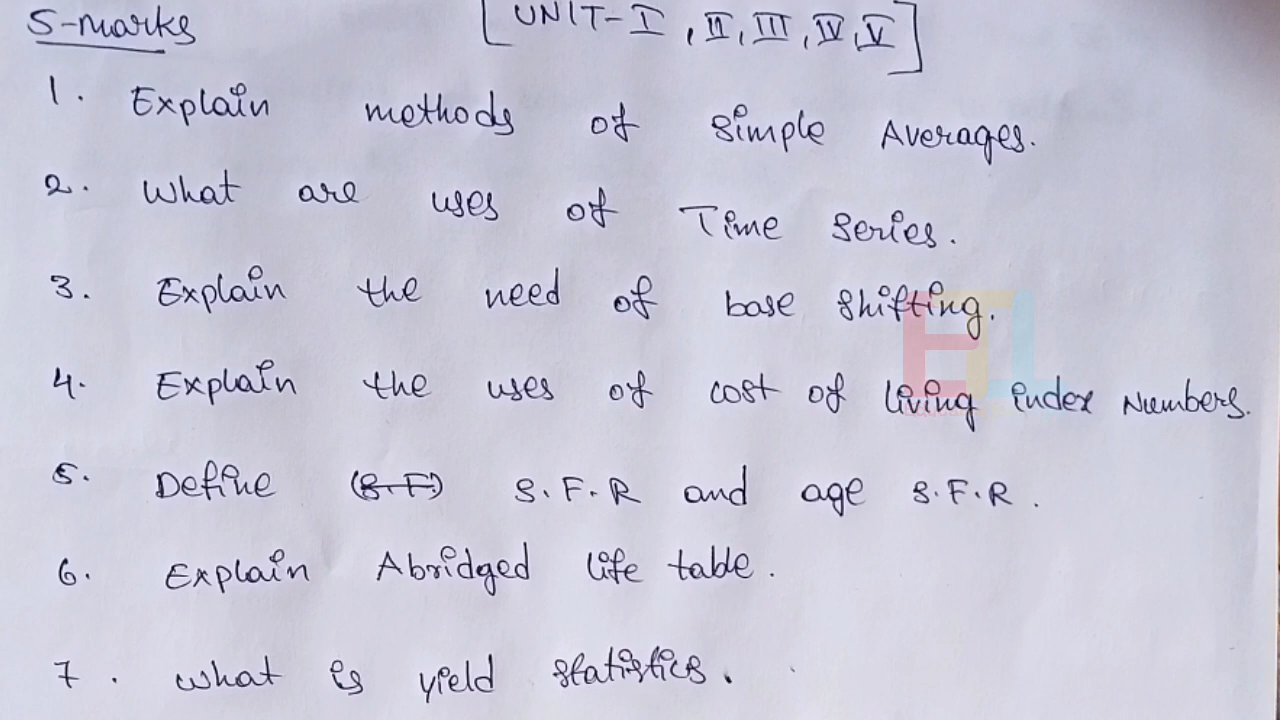 5-marks [UNIT-I, II, III, IV, V]
1. Explain methods of simple Averages.
2. What are uses of Time series.
3. Explain the need of base shifting.
4. Explain the uses of cost of living index Numbers.
5. Define (S.F.) S.F.R and age S.F.R.
6. Explain Abridged life table.
7. What is yield statistics.